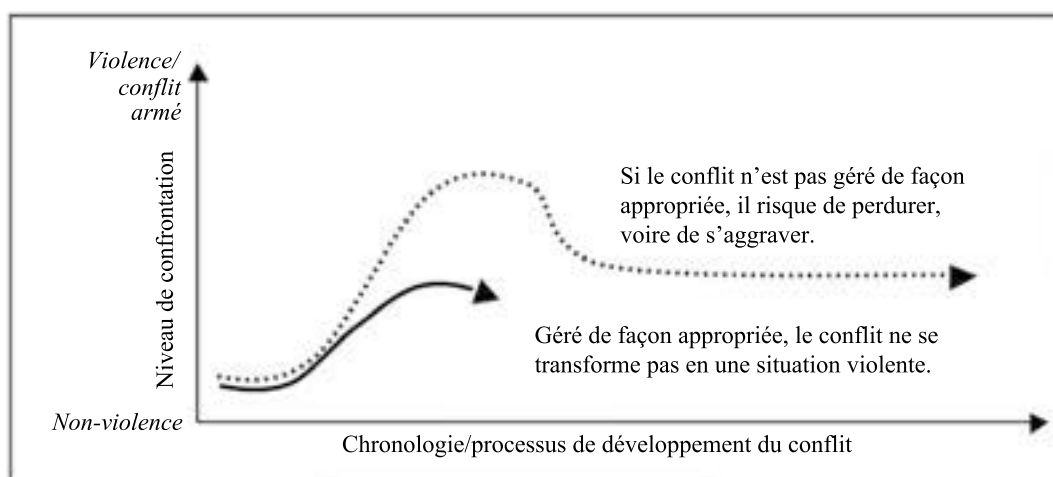 Violence/
conflit
armé
Niveau de confrontation
Si le conflit n’est pas géré de façon
appropriée, il risque de perdurer,
voire de s’aggraver.
Géré de façon appropriée, le conflit ne se
transforme pas en une situation violente.
Non-violence
Chronologie/processus de développement du conflit